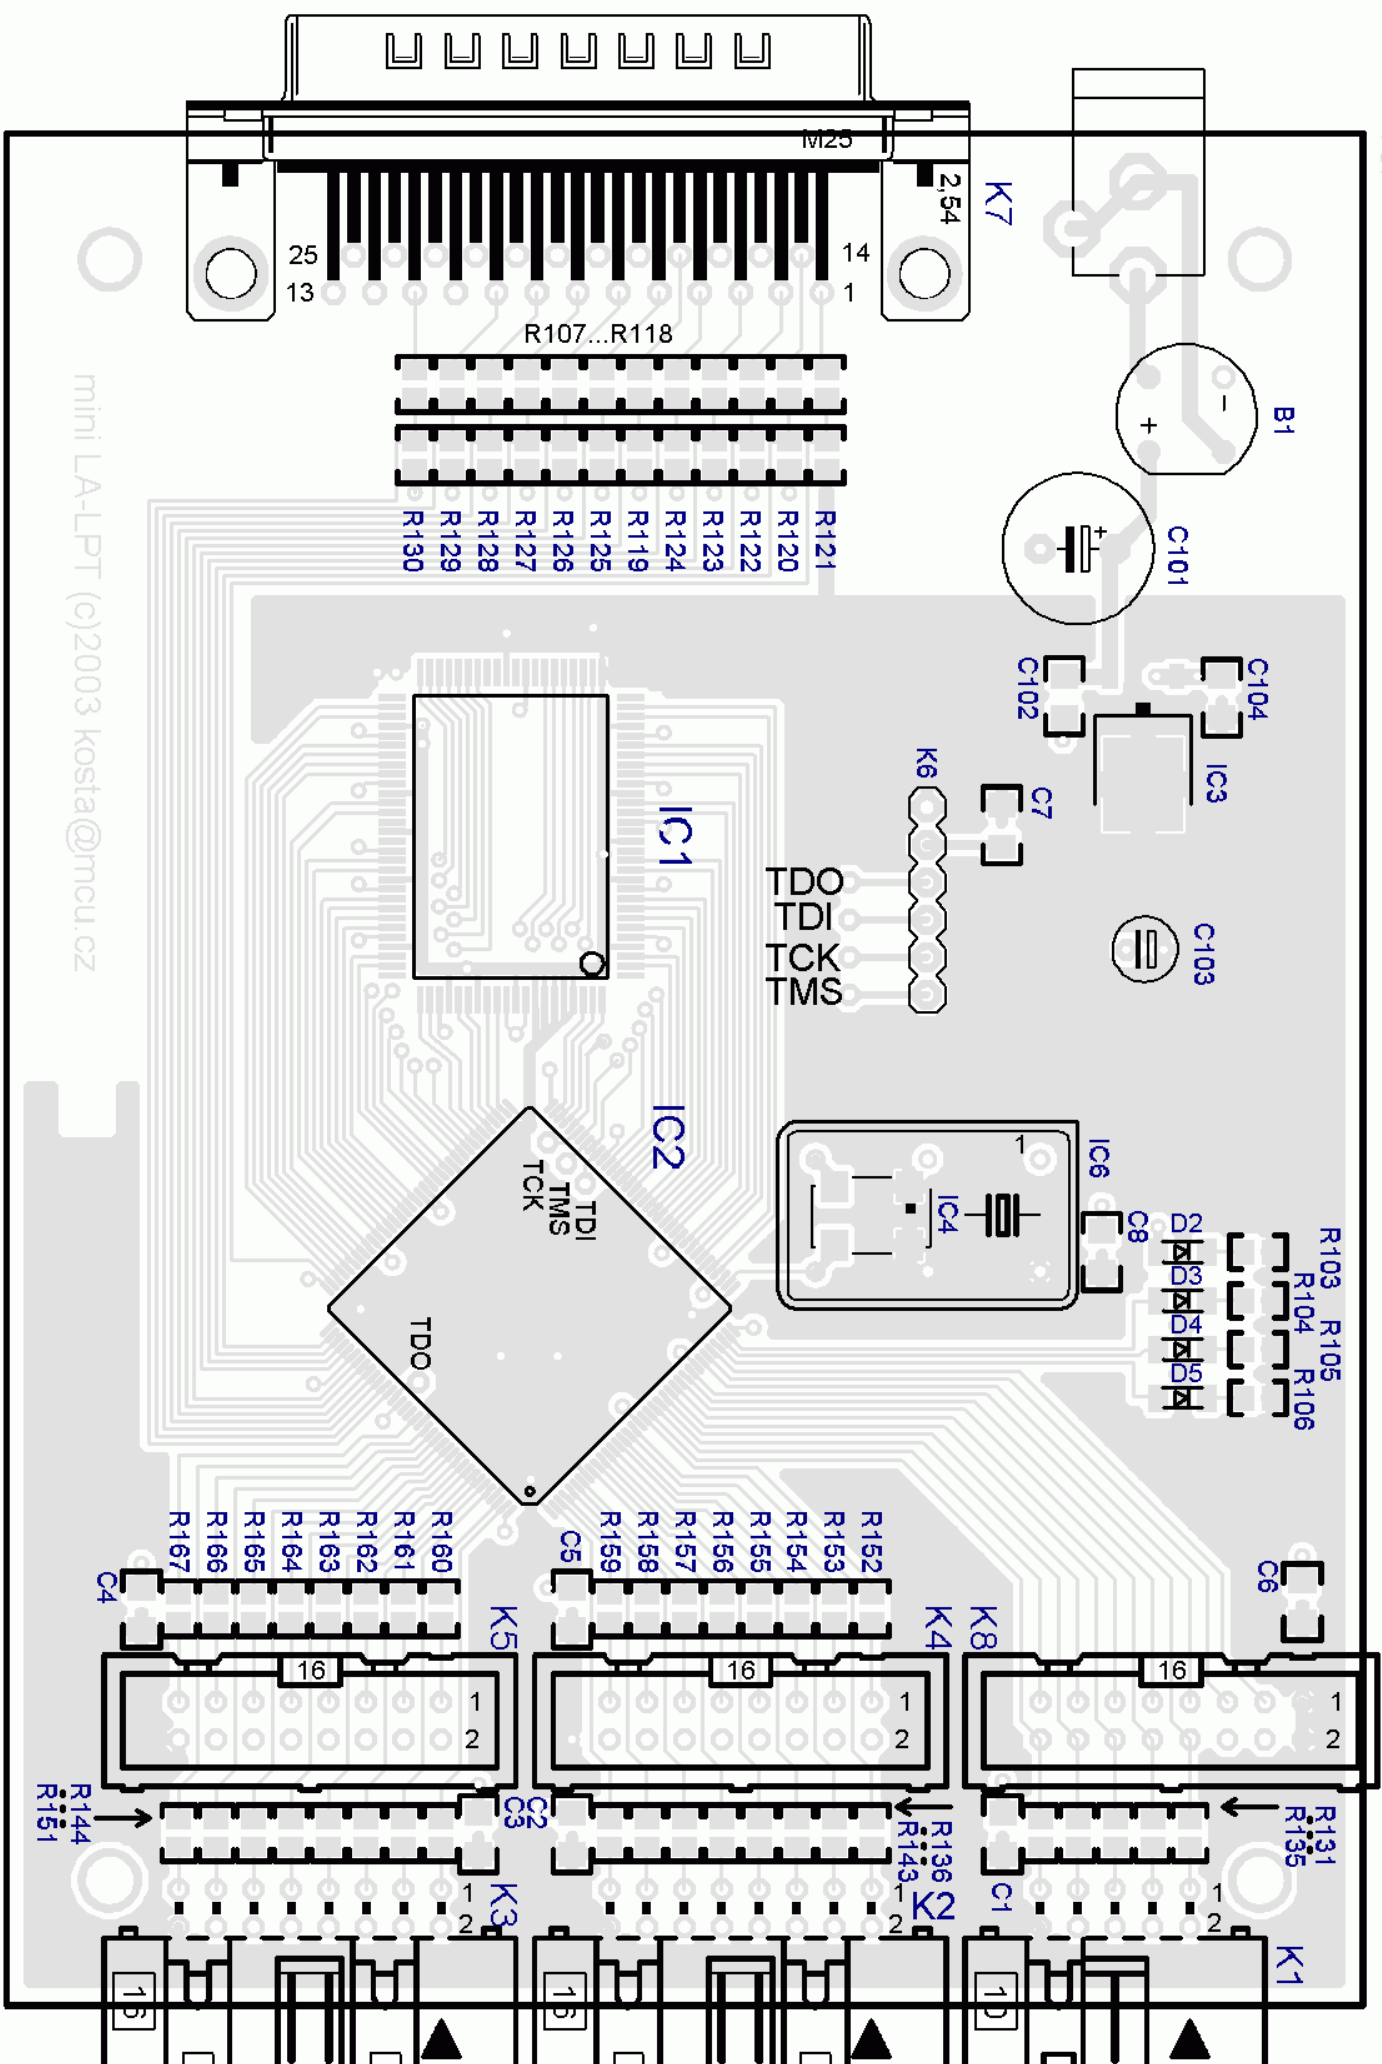 M25
2,54
K7
25
14
13
1
R107...R118
-
+
B1
R130
R129
R128
R127
R126
R125
R119
R124
R123
R122
R120
R121
+
C101
mini LA-LPT (c)2003 kosta@mcu.cz
C102
C104
IC3
K6
C7
IC1
TDO
TDI
TCK
TMS
C103
IC2
1
IC6
IC4
C8
TCK
TMS
TDI
TDO
D2
D3
D4
D5
R103
R104
R105
R106
R167
R166
R165
R164
R163
R162
R161
R160
C5
R159
R158
R157
R156
R155
R154
R153
R152
C4
C6
K5
K4
K8
16
16
16
1
1
1
2
2
2
R151
R144
C3
C2
R143
R136
R135
R131
C1
1
2
K3
1
2
K2
1
2
K1
16
16
10